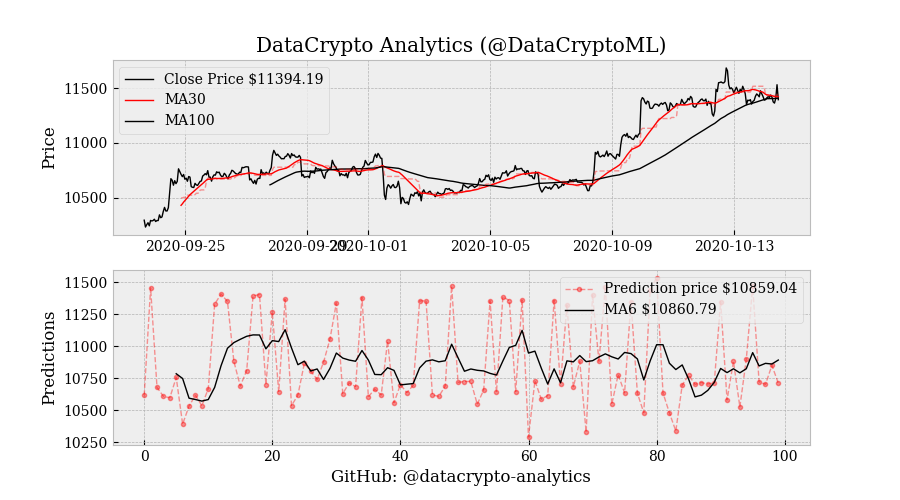 DataCrypto Analytics (@DataCryptoML)
Price
11500
11000
10500
Close Price $11394.19
MA30
MA100
2020-09-25 2020-09-29 2020-10-01 2020-10-05 2020-10-09 2020-10-13
Predictions
11500
11250
11000
10750
10500
10250
Prediction price $10859.04
MA6 $10860.79
0 20 40 60 80 100
GitHub: @datacrypto-analytics